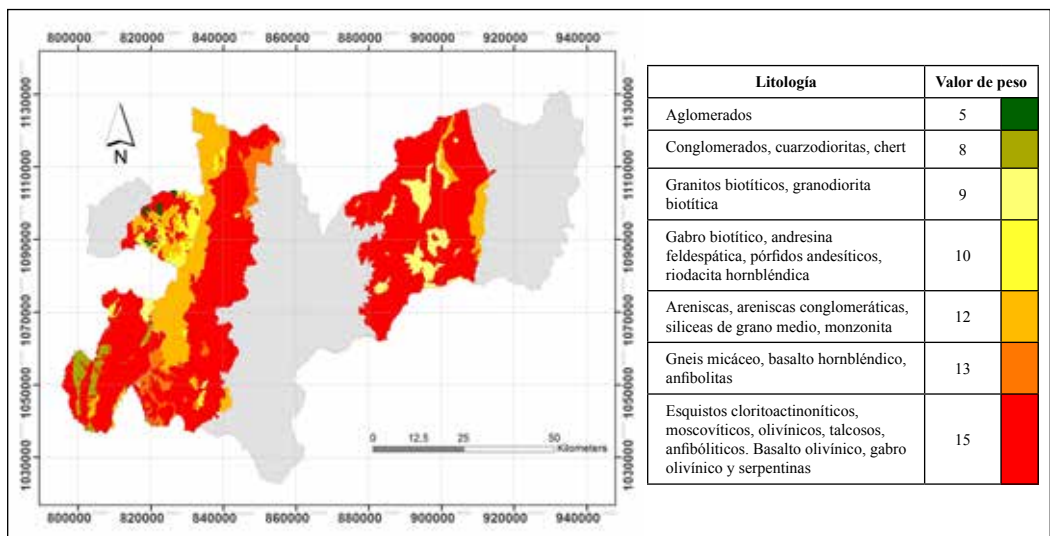 800000 820000 840000 860000 880000 900000 920000 940000
1130000
1110000
1090000
1070000
1050000
1030000
N
1130000
1110000
1090000
1070000
1050000
1030000
0 12,5 25 50
Kilometers
800000 820000 840000 860000 880000 900000 920000 940000
Litología Valor de peso
Aglomerados 5
Conglomerados, cuarzodioritas, chert 8
Granitos biotíticos, granodiorita
biotítica 9
Gabro biotítico, andresina
feldespática, pórfidos andesíticos,
riodacita hornbléndica 10
Areniscas, areniscas conglomeráticas,
siliceas de grano medio, monzonita 12
Gneis micáceo, basalto hornbléndico,
anfibolitas 13
Esquistos cloritoactinoníticos,
moscovíticos, olivínicos, talcosos,
anfibóliticos. Basalto olivínico, gabro
olivínico y serpentinas 15